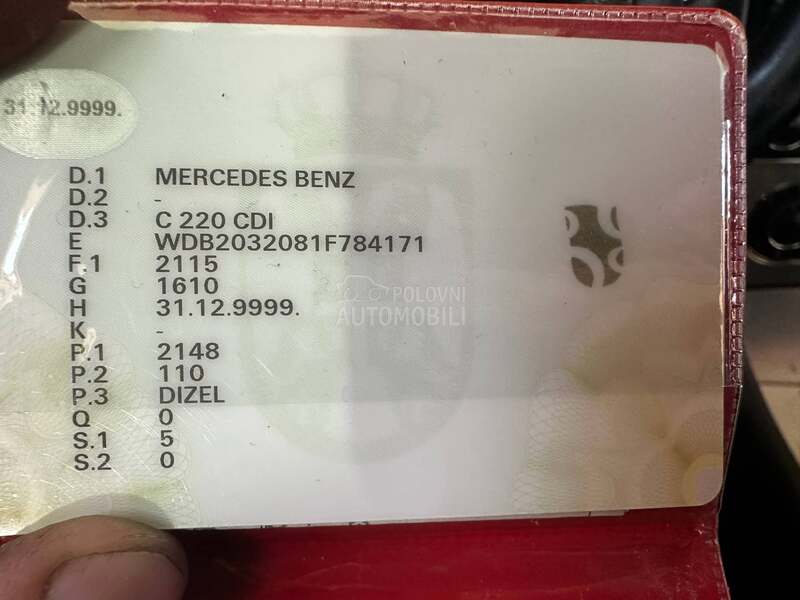 31.12.9999.
D.1 MERCEDES BENZ
D.2 -
D.3 C 220 CDI
E WDB2032081F784171
F.1 2115
G 1610
H 31.12.9999.
K -
P.1 2148
P.2 110
P.3 DIZEL
Q 0
S.1 5
S.2 0
POLOVNI
AUTOMOBILI